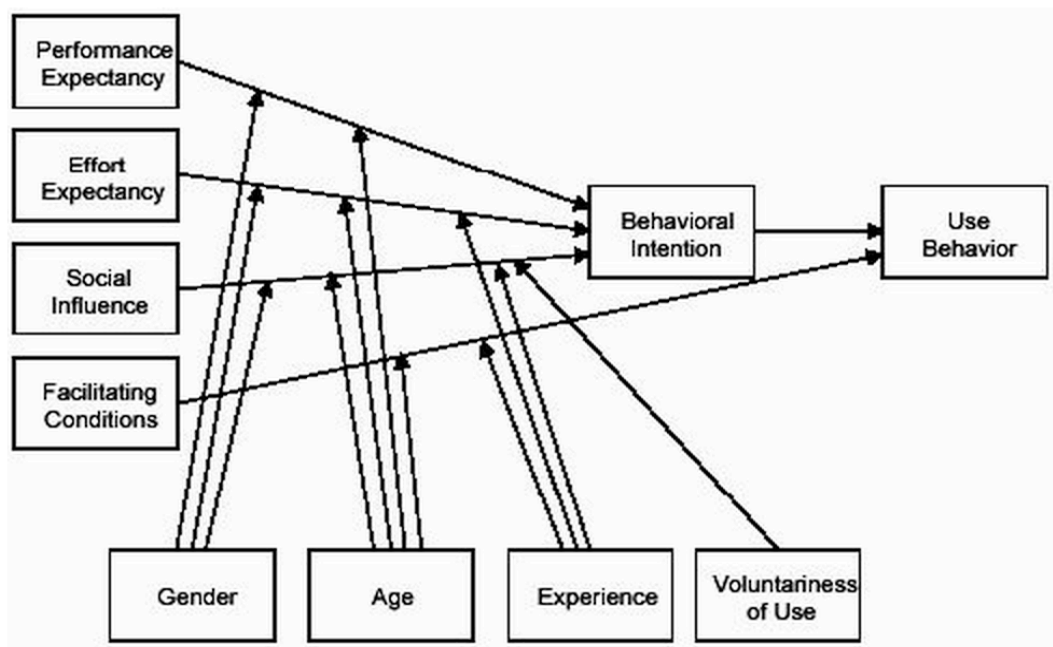 Performance
Expectancy
Effort
Expectancy
Social
Influence
Facilitating
Conditions
Behavioral
Intention
Use
Behavior
Gender
Age
Experience
Voluntariness
of Use